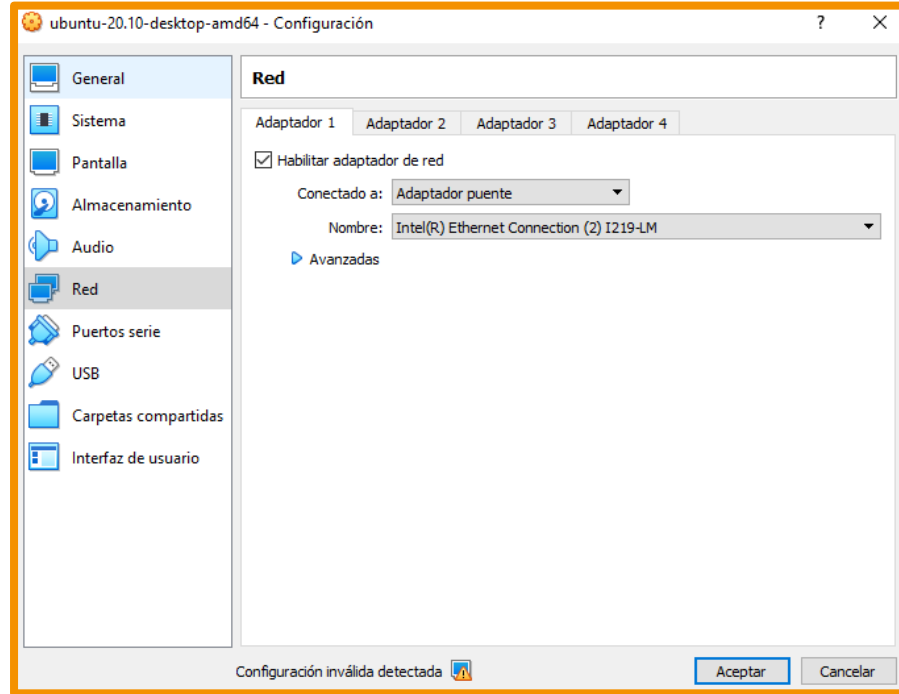 ubuntu-20.10-desktop-amd64 - Configuración ?
General
Sistema
Pantalla
Almacenamiento
Audio
Red
Puertos serie
USB
Carpetas compartidas
Interfaz de usuario
Red
Adaptador 1 Adaptador 2 Adaptador 3 Adaptador 4
Habilitar adaptador de red
Conectado a: Adaptador puente
Nombre: Intel(R) Ethernet Connection (2) I219-LM
Avanzadas
Configuración inválida detectada
Aceptar Cancelar